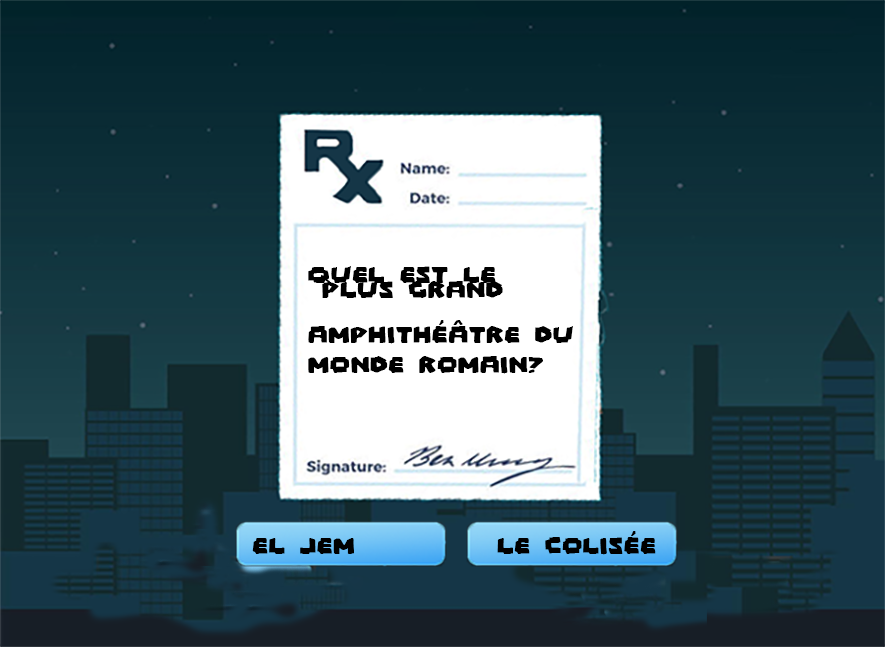 Rx
Name:
Date:
QUEL EST LE
PLUS GRAND
AMPHITHÉÂTRE DU
MONDE ROMAIN?
Signature:
EL JEM
LE COLISÉE